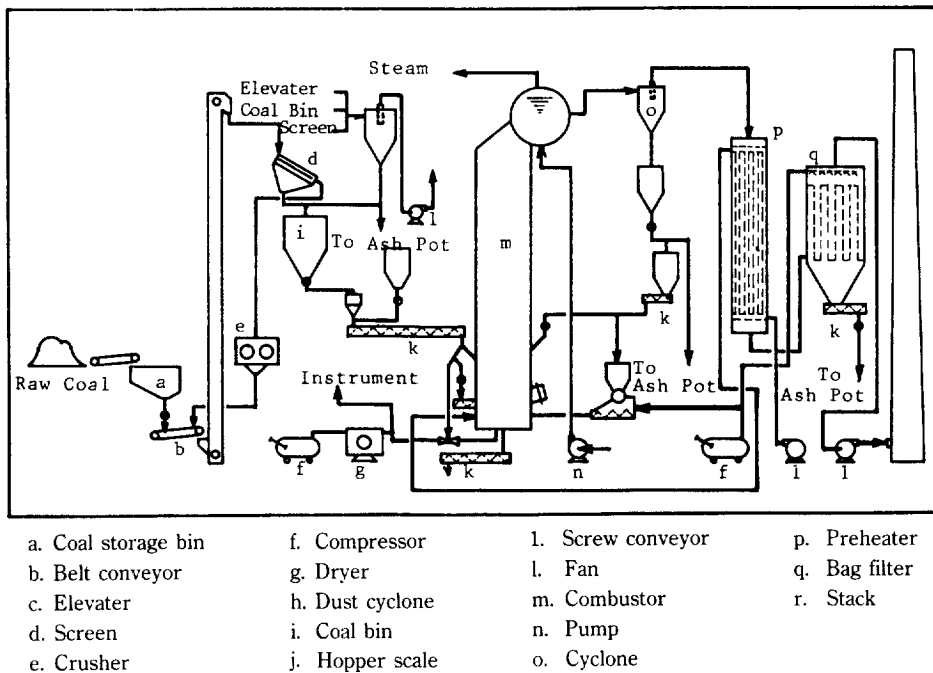 Steam
Elevater
Coal Bin
Screen
d
o
p
q
l
i
To Ash Pot
m
e
k
k
k
Raw Coal
a
Instrument
To
Ash Pot
To
Ash Pot
b
f
g
k
n
f
l
l
a. Coal storage bin
b. Belt conveyor
c. Elevater
d. Screen
e. Crusher
f. Compressor
g. Dryer
h. Dust cyclone
i. Coal bin
j. Hopper scale
l. Screw conveyor
l. Fan
m. Combustor
n. Pump
o. Cyclone
p. Preheater
q. Bag filter
r. Stack